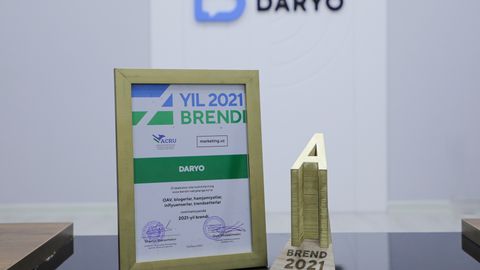 DARYO
YIL 2021
BRENDI
ACRU
marketing.uz
DARYO
OAV, blogerlar, hamjamiyatlar,
influyenserlar, trendsetterlar
2021-yil brendi
A
BREND
2021